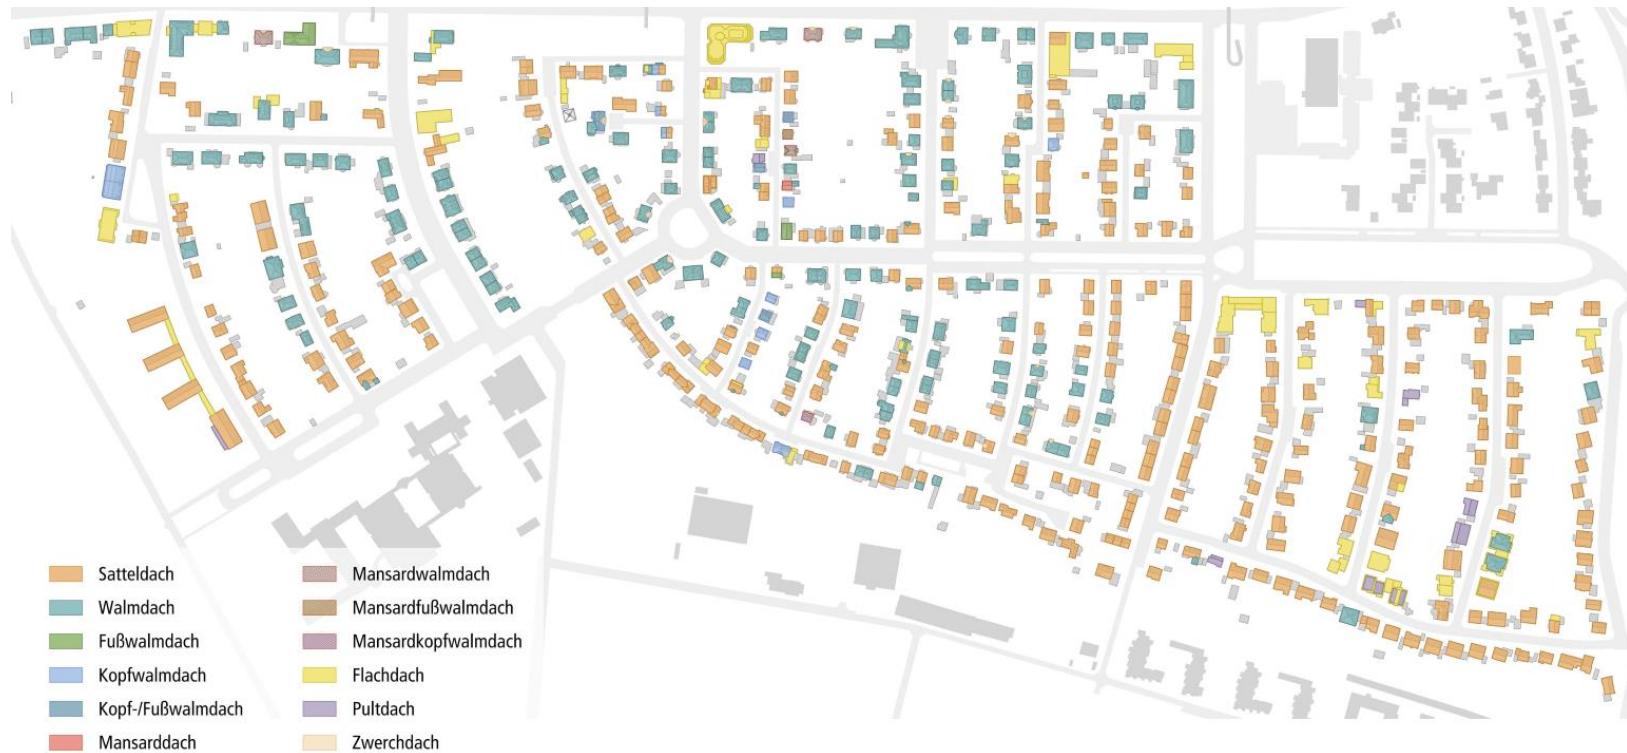 Satteldach
Walmdach
Fußwalmdach
Kopfwalmdach
Kopf-/Fußwalmdach
Mansarddach
Mansardwalmdach
Mansardfußwalmdach
Mansardkopfwalmdach
Flachdach
Pultdach
Zwerchdach